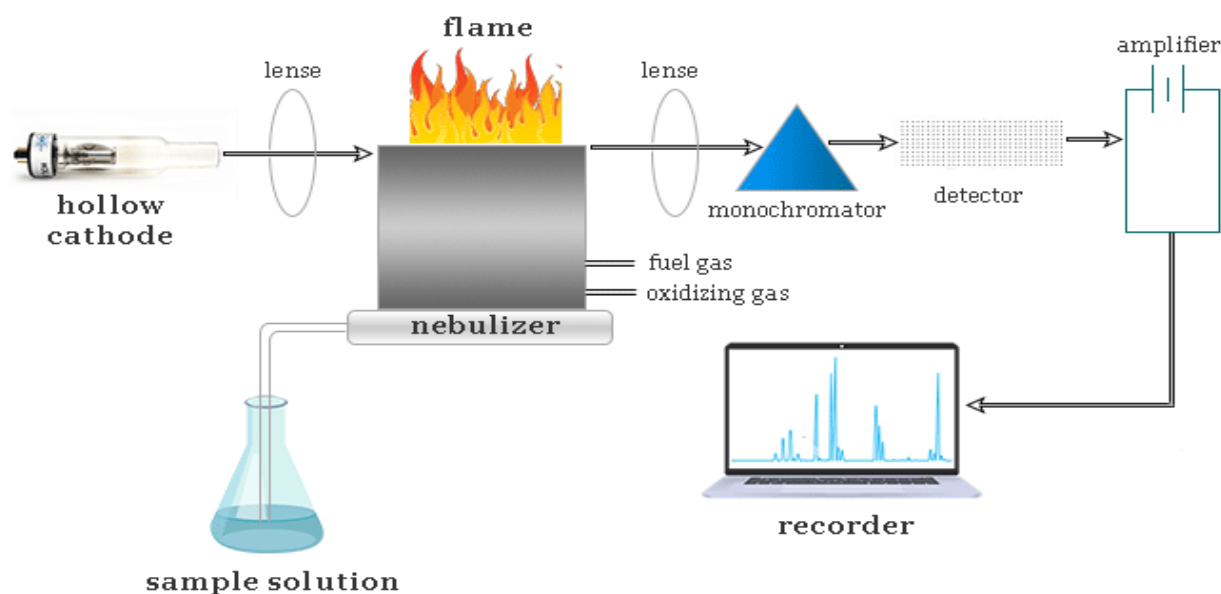 flame
lense
lense
amplifier
hollow
cathode
monochromator
detector
fuel gas
oxidizing gas
nebulizer
recorder
sample solution